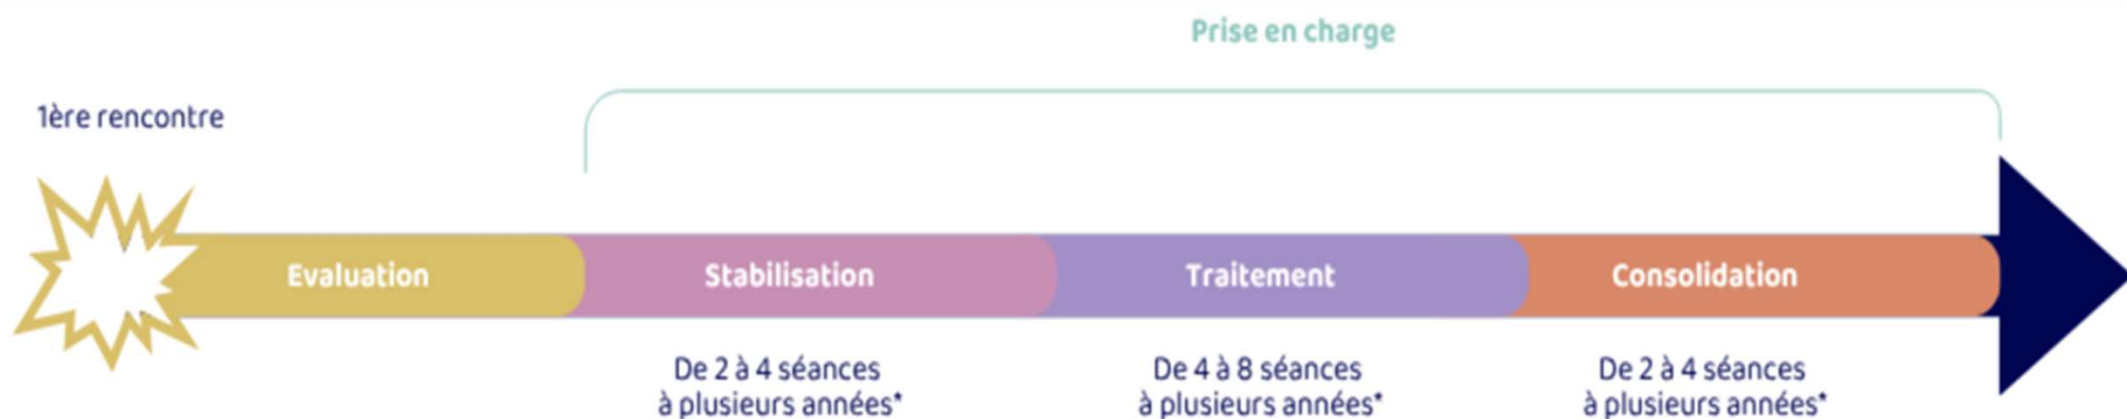 Prise en charge
1ère rencontre
Evaluation
Stabilisation
Traitement
Consolidation
De 2 à 4 séances
à plusieurs années*
De 4 à 8 séances
à plusieurs années*
De 2 à 4 séances
à plusieurs années*